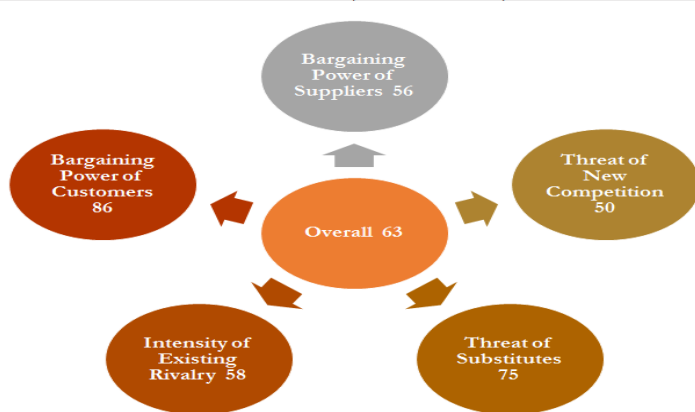 Bargaining
Power of
Suppliers 56
Bargaining
Power of
Customers
86
Threat of
New
Competition
50
Overall 63
Intensity of
Existing
Rivalry 58
Threat of
Substitutes
75